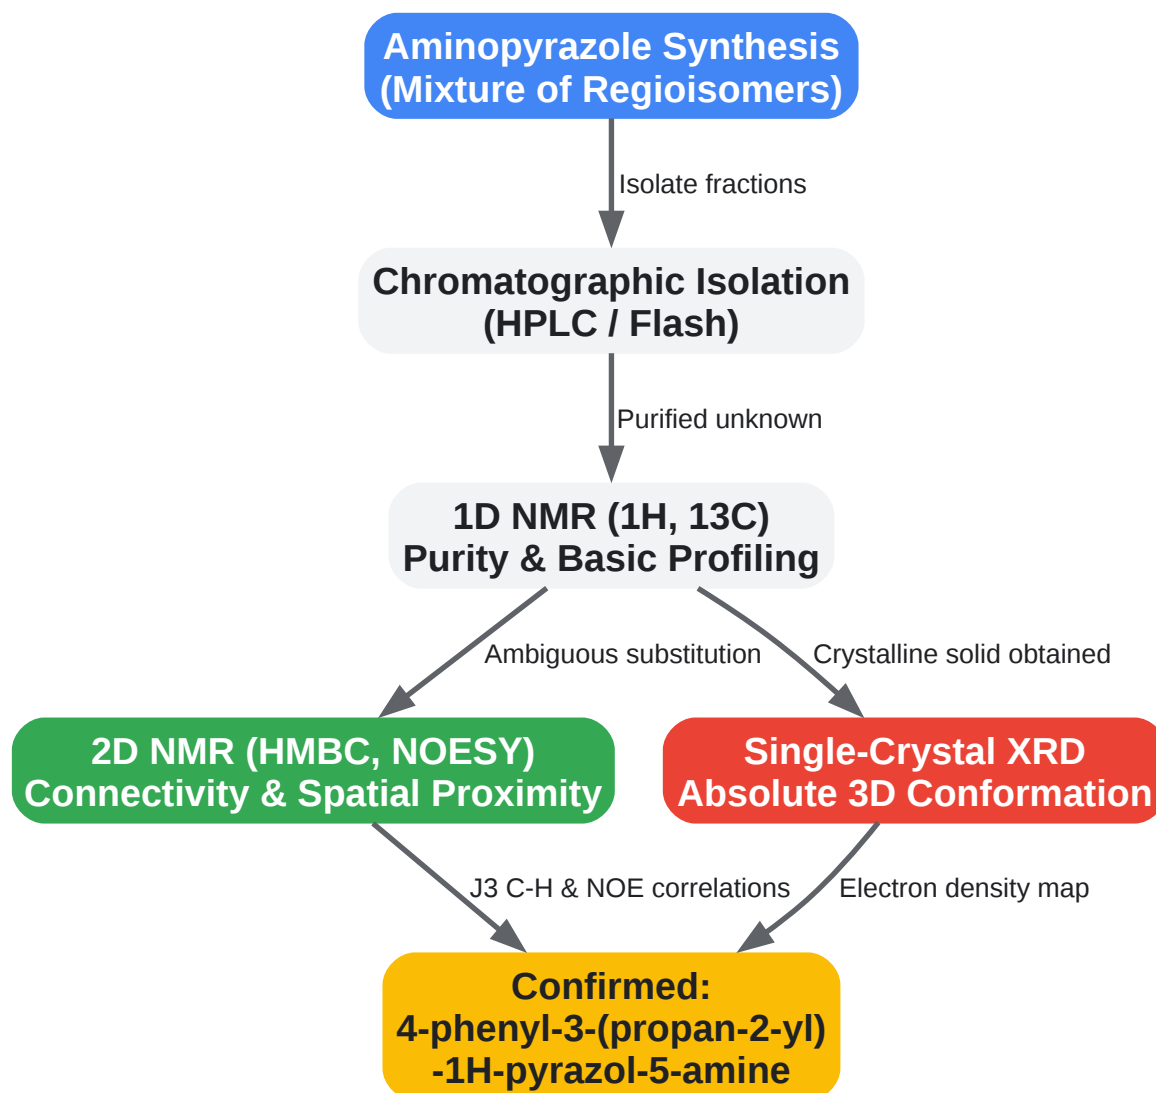 Aminopyrazole Synthesis
(Mixture of Regioisomers)
Isolate fractions
Chromatographic Isolation
(HPLC / Flash)
Purified unknown
1D NMR (1H, 13C)
Purity & Basic Profiling
Ambiguous substitution
Crystalline solid obtained
2D NMR (HMBC, NOESY)
Connectivity & Spatial Proximity
Single-Crystal XRD
Absolute 3D Conformation
J3 C-H & NOE correlations
Electron density map
Confirmed:
4-phenyl-3-(propan-2-yl)
-1H-pyrazol-5-amine